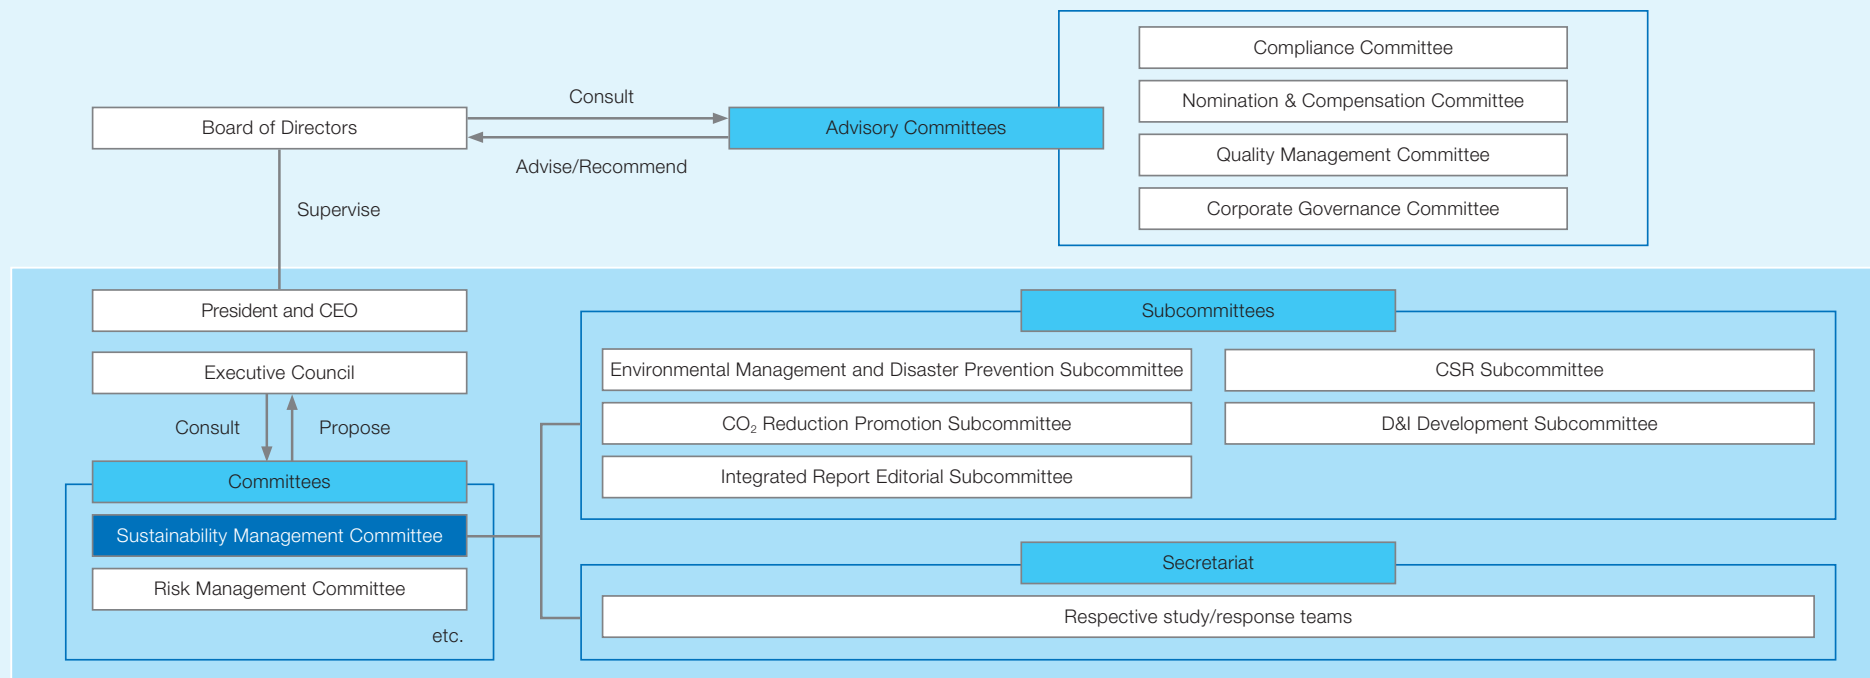 Compliance Committee
Nomination & Compensation Committee
Quality Management Committee
Corporate Governance Committee
Consult
Board of Directors
Advisory Committees
Advise/Recommend
Supervise
President and CEO
Executive Council
Consult
Propose
Committees
Sustainability Management Committee
Risk Management Committee
etc.
Subcommittees
Environmental Management and Disaster Prevention Subcommittee
CSR Subcommittee
CO₂ Reduction Promotion Subcommittee
D&I Development Subcommittee
Integrated Report Editorial Subcommittee
Secretariat
Respective study/response teams